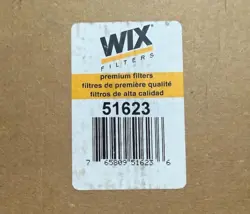 WIX
FILTERS
premium filters
filtres de première qualité
filtros de alta calidad
51623
7 65809 51623 6